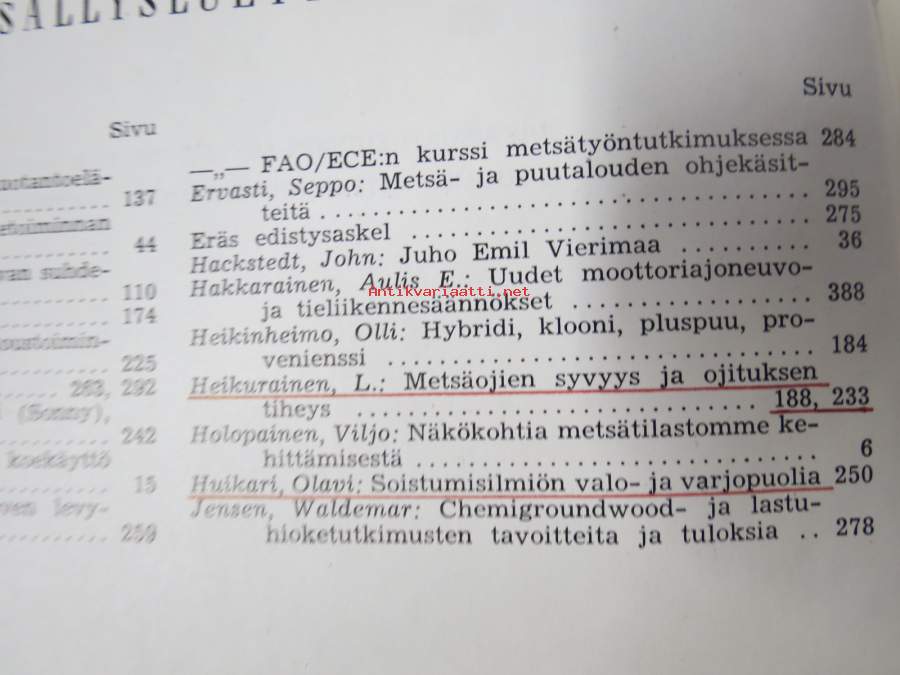 Sivu
137
44
110
174
225
263, 292
(Sonny),
242
koekäyttö
15
259
Sivu
—„— FAO/ECE:n kurssi metsätyöntutkimuksessa 284
Ervasti, Seppo: Metsä- ja puutalouden ohjekäsit-
teitä .................................... 295
Eräs edistysaskel ............................ 275
Hackstedt, John: Juho Emil Vierimaa .......... 36
Hakkarainen, Aulis E.: Uudet moottoriajoneuvo-
Antikvariaatti.net
ja tieliikennesäännökset .................. 388
Heikinheimo, Olli: Hybridi, klooni, pluspuu, pro-
venienssi ................................ 184
Heikurainen, L.: Metsäojien syvyys ja ojituksen
tiheys .............................. 188, 233
Holopainen, Viljo: Näkökohtia metsätilastomme ke-
hittämisestä .............................. 6
Huikari, Olavi: Soistumisilmiön valo- ja varjopuolia 250
Jensen, Waldemar: Chemigroundwood- ja lastu-
hioketutkimusten tavoitteita ja tuloksia .. 278